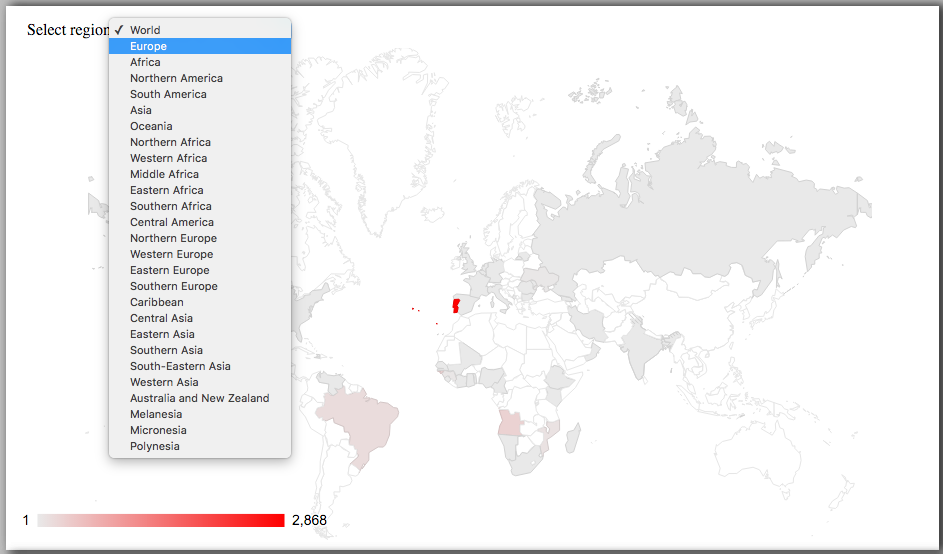 Select region
✓ World
Europe
Africa
Northern America
South America
Asia
Oceania
Northern Africa
Western Africa
Middle Africa
Eastern Africa
Southern Africa
Central America
Northern Europe
Western Europe
Eastern Europe
Southern Europe
Caribbean
Central Asia
Eastern Asia
Southern Asia
South-Eastern Asia
Western Asia
Australia and New Zealand
Melanesia
Micronesia
Polynesia
1 2,868